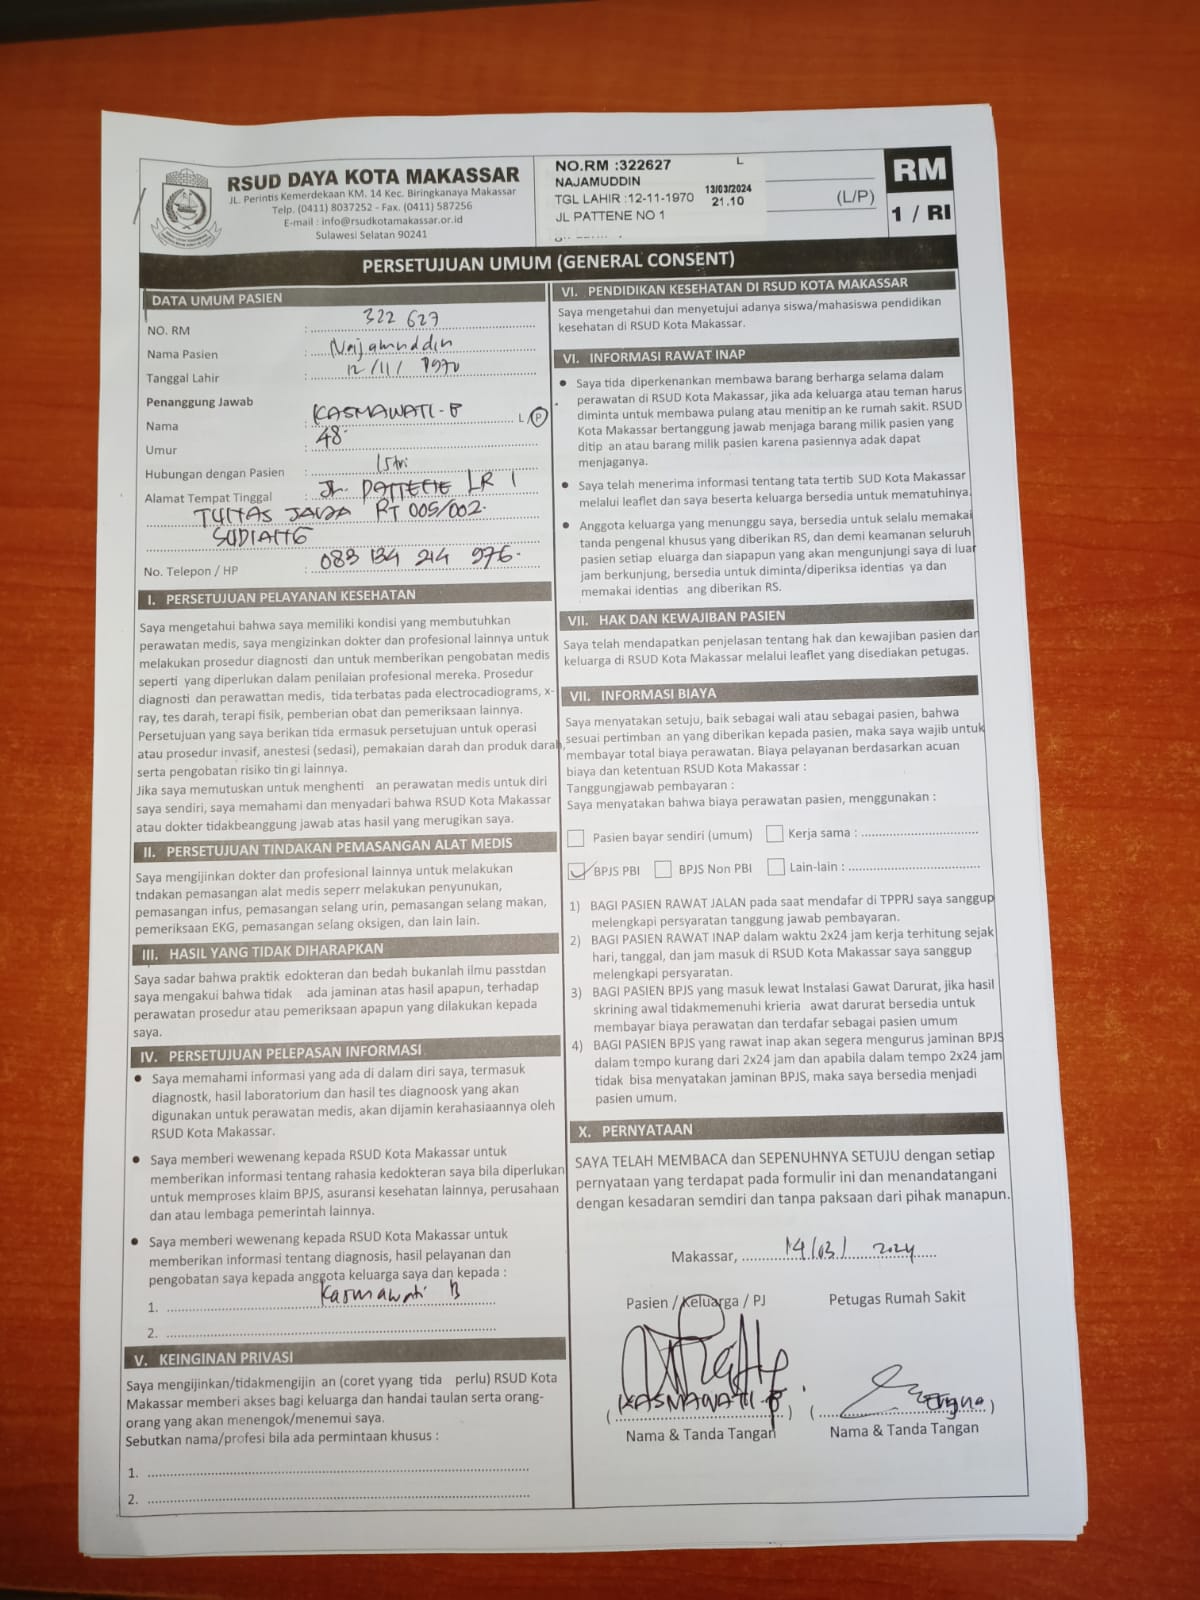 RSUD DAYA KOTA MAKASSAR
JL. Perintis Kemerdekaan KM. 14 Kec. Biringkanaya Makassar
Telp. (0411) 8037252 - Fax. (0411) 587256
E-mail : info@rsudkotamakassar.or.id
Sulawesi Selatan 90241
NO.RM :322627 L
NAJAMUDDIN
TGL LAHIR :12-11-1970
13/03/2024
21.10
JL PATTENE NO 1
(L/P)
RM
1 / RI
PERSETUJUAN UMUM (GENERAL CONSENT)
DATA UMUM PASIEN
NO. RM : 322 627
Nama Pasien : Najamuddin
Tanggal Lahir : 12/11/ 1970
Penanggung Jawab
Nama : KASMAWATI-B L/P
Umur : 48
Hubungan dengan Pasien : Istri
Alamat Tempat Tinggal : JL. PATTENE LR 1
TUNAS JAYA RT 005/002
SUDIANG
No. Telepon / HP : 083 134 214 976
I. PERSETUJUAN PELAYANAN KESEHATAN
Saya mengetahui bahwa saya memiliki kondisi yang membutuhkan
perawatan medis, saya mengizinkan dokter dan profesional lainnya untuk
melakukan prosedur diagnosti dan untuk memberikan pengobatan medis
seperti yang diperlukan dalam penilaian profesional mereka. Prosedur
diagnosti dan perawattan medis, tida terbatas pada electrocadiograms, x-
ray, tes darah, terapi fisik, pemberian obat dan pemeriksaan lainnya.
Persetujuan yang saya berikan tida ermasuk persetujuan untuk operasi
atau prosedur invasif, anestesi (sedasi), pemakaian darah dan produk darah,
serta pengobatan risiko tin gi lainnya.
Jika saya memutuskan untuk menghenti an perawatan medis untuk diri
saya sendiri, saya memahami dan menyadari bahwa RSUD Kota Makassar
atau dokter tidakbeanggung jawab atas hasil yang merugikan saya.
II. PERSETUJUAN TINDAKAN PEMASANGAN ALAT MEDIS
Saya mengijinkan dokter dan profesional lainnya untuk melakukan
tndakan pemasangan alat medis seperr melakukan penyunukan,
pemasangan infus, pemasangan selang urin, pemasangan selang makan,
pemeriksaan EKG, pemasangan selang oksigen, dan lain lain.
III. HASIL YANG TIDAK DIHARAPKAN
Saya sadar bahwa praktik edokteran dan bedah bukanlah ilmu passtdan
saya mengakui bahwa tidak ada jaminan atas hasil apapun, terhadap
perawatan prosedur atau pemeriksaan apapun yang dilakukan kepada
saya.
IV. PERSETUJUAN PELEPASAN INFORMASI
• Saya memahami informasi yang ada di dalam diri saya, termasuk
diagnostk, hasil laboratorium dan hasil tes diagnoosk yang akan
digunakan untuk perawatan medis, akan dijamin kerahasiaannya oleh
RSUD Kota Makassar.
• Saya memberi wewenang kepada RSUD Kota Makassar untuk
memberikan informasi tentang rahasia kedokteran saya bila diperlukan
untuk memproses klaim BPJS, asuransi kesehatan lainnya, perusahaan
dan atau lembaga pemerintah lainnya.
• Saya memberi wewenang kepada RSUD Kota Makassar untuk
memberikan informasi tentang diagnosis, hasil pelayanan dan
pengobatan saya kepada anggota keluarga saya dan kepada :
1. Kasmawati B
2.
V. KEINGINAN PRIVASI
Saya mengijinkan/tidakmengijin an (coret yyang tida perlu) RSUD Kota
Makassar memberi akses bagi keluarga dan handai taulan serta orang-
orang yang akan menengok/menemui saya.
Sebutkan nama/profesi bila ada permintaan khusus :
1.
2.
VI. PENDIDIKAN KESEHATAN DI RSUD KOTA MAKASSAR
Saya mengetahui dan menyetujui adanya siswa/mahasiswa pendidikan
kesehatan di RSUD Kota Makassar.
VI. INFORMASI RAWAT INAP
• Saya tida diperkenankan membawa barang berharga selama dalam
perawatan di RSUD Kota Makassar, jika ada keluarga atau teman harus
diminta untuk membawa pulang atau menitip an ke rumah sakit. RSUD
Kota Makassar bertanggung jawab menjaga barang milik pasien yang
ditip an atau barang milik pasien karena pasiennya adak dapat
menjaganya.
• Saya telah menerima informasi tentang tata tertib SUD Kota Makassar
melalui leaflet dan saya beserta keluarga bersedia untuk mematuhinya.
• Anggota keluarga yang menunggu saya, bersedia untuk selalu memakai
tanda pengenal khusus yang diberikan RS, dan demi keamanan seluruh
pasien setiap eluarga dan siapapun yang akan mengunjungi saya di luar
jam berkunjung, bersedia untuk diminta/diperiksa identias ya dan
memakai identias ang diberikan RS.
VII. HAK DAN KEWAJIBAN PASIEN
Saya telah mendapatkan penjelasan tentang hak dan kewajiban pasien dan
keluarga di RSUD Kota Makassar melalui leaflet yang disediakan petugas.
VII. INFORMASI BIAYA
Saya menyatakan setuju, baik sebagai wali atau sebagai pasien, bahwa
sesuai pertimban an yang diberikan kepada pasien, maka saya wajib untuk
membayar total biaya perawatan. Biaya pelayanan berdasarkan acuan
biaya dan ketentuan RSUD Kota Makassar :
Tanggungjawab pembayaran :
Saya menyatakan bahwa biaya perawatan pasien, menggunakan :
Pasien bayar sendiri (umum) Kerja sama :
BPJS PBI BPJS Non PBI Lain-lain :
1) BAGI PASIEN RAWAT JALAN pada saat mendafar di TPPRJ saya sanggup
melengkapi persyaratan tanggung jawab pembayaran.
2) BAGI PASIEN RAWAT INAP dalam waktu 2x24 jam kerja terhitung sejak
hari, tanggal, dan jam masuk di RSUD Kota Makassar saya sanggup
melengkapi persyaratan.
3) BAGI PASIEN BPJS yang masuk lewat Instalasi Gawat Darurat, jika hasil
skrining awal tidakmemenuhi krieria awat darurat bersedia untuk
membayar biaya perawatan dan terdafar sebagai pasien umum
4) BAGI PASIEN BPJS yang rawat inap akan segera mengurus jaminan BPJS
dalam tempo kurang dari 2x24 jam dan apabila dalam tempo 2x24 jam
tidak bisa menyatakan jaminan BPJS, maka saya bersedia menjadi
pasien umum.
X. PERNYATAAN
SAYA TELAH MEMBACA dan SEPENUHNYA SETUJU dengan setiap
pernyataan yang terdapat pada formulir ini dan menandatangani
dengan kesadaran semdiri dan tanpa paksaan dari pihak manapun.
Makassar, 14/03/ 2024
Pasien / Keluarga / PJ Petugas Rumah Sakit
(KASMAWATI-B) ( )
Nama & Tanda Tangan Nama & Tanda Tangan